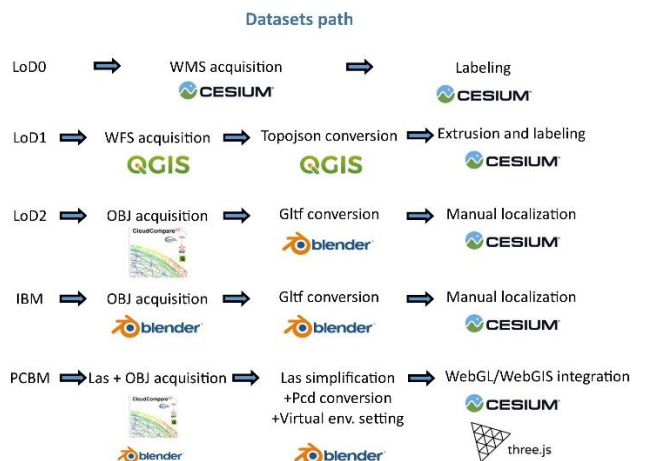 Datasets path
LoD0 WMS acquisition Labeling
CESIUM CESIUM
LoD1 WFS acquisition Topojson conversion Extrusion and labeling
QGIS QGIS CESIUM
LoD2 OBJ acquisition Gltf conversion Manual localization
CloudCompare blender CESIUM
IBM OBJ acquisition Gltf conversion Manual localization
blender blender CESIUM
PCBM Las + OBJ acquisition Las simplification WebGL/WebGIS integration
+Pcd conversion
CloudCompare CESIUM
+Virtual env. setting
three.js
blender blender